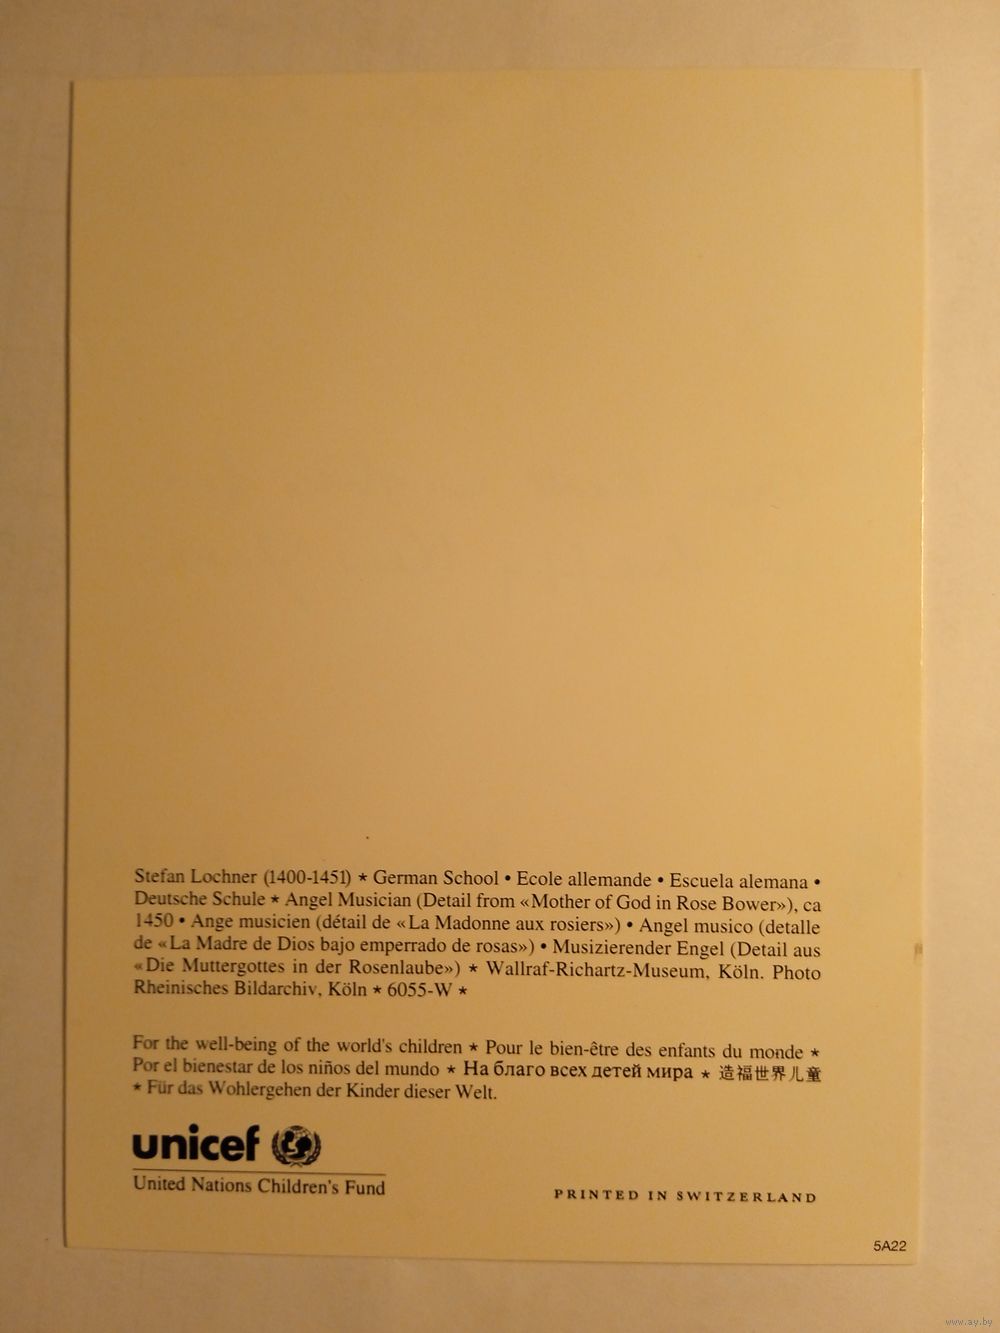 Stefan Lochner (1400-1451) ★ German School • Ecole allemande • Escuela alemana •
Deutsche Schule ★ Angel Musician (Detail from «Mother of God in Rose Bower»), ca
1450 • Ange musicien (détail de «La Madonne aux rosiers») • Angel musico (detalle
de «La Madre de Dios bajo emperrado de rosas») • Musizierender Engel (Detail aus
«Die Muttergottes in der Rosenlaube») ★ Wallraf-Richartz-Museum, Köln. Photo
Rheinisches Bildarchiv, Köln ★ 6055-W ★
For the well-being of the world's children ★ Pour le bien-être des enfants du monde ★
Por el bienestar de los niños del mundo ★ На благо всех детей мира ★ 造福世界儿童
★ Für das Wohlergehen der Kinder dieser Welt.
unicef
United Nations Children's Fund
PRINTED IN SWITZERLAND
5A22
www.ay.by